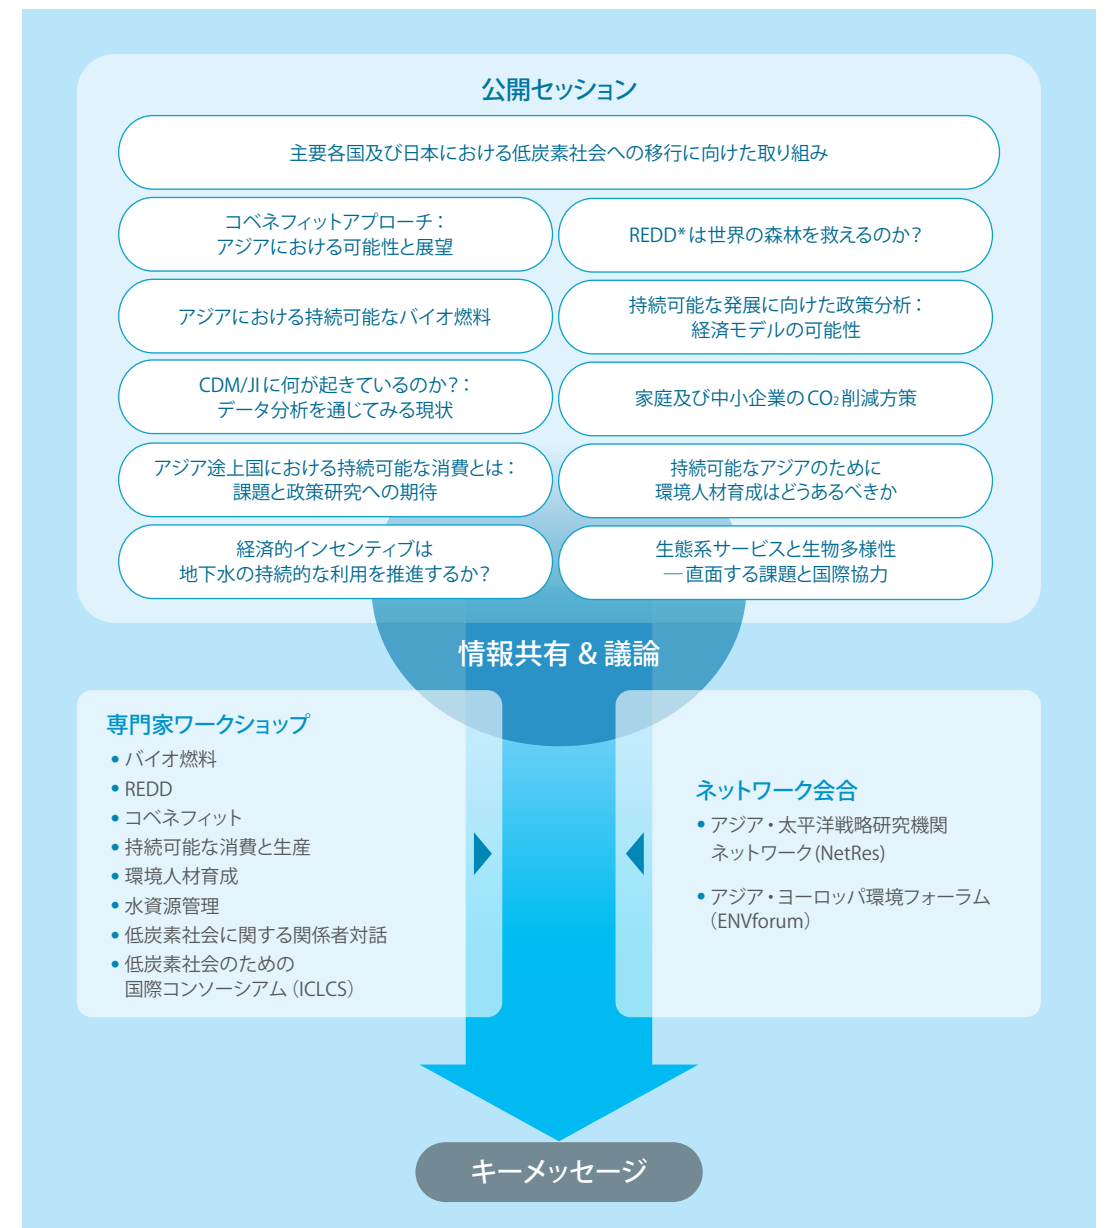 公開セッション
主要各国及び日本における低炭素社会への移行に向けた取り組み
コベネフィットアプローチ：
アジアにおける可能性と展望
REDD*は世界の森林を救えるのか？
アジアにおける持続可能なバイオ燃料
持続可能な発展に向けた政策分析：
経済モデルの可能性
CDM/JIに何が起きているのか？：
データ分析を通じてみる現状
家庭及び中小企業のCO₂削減方策
アジア途上国における持続可能な消費とは：
課題と政策研究への期待
持続可能なアジアのために
環境人材育成はどうあるべきか
経済的インセンティブは
地下水の持続的な利用を推進するか？
生態系サービスと生物多様性
―直面する課題と国際協力
情報共有 & 議論
専門家ワークショップ
• バイオ燃料
• REDD
• コベネフィット
• 持続可能な消費と生産
• 環境人材育成
• 水資源管理
• 低炭素社会に関する関係者対話
• 低炭素社会のための
国際コンソーシアム（ICLCS）
ネットワーク会合
• アジア・太平洋戦略研究機関
ネットワーク(NetRes)
• アジア・ヨーロッパ環境フォーラム
（ENVforum）
キーメッセージ